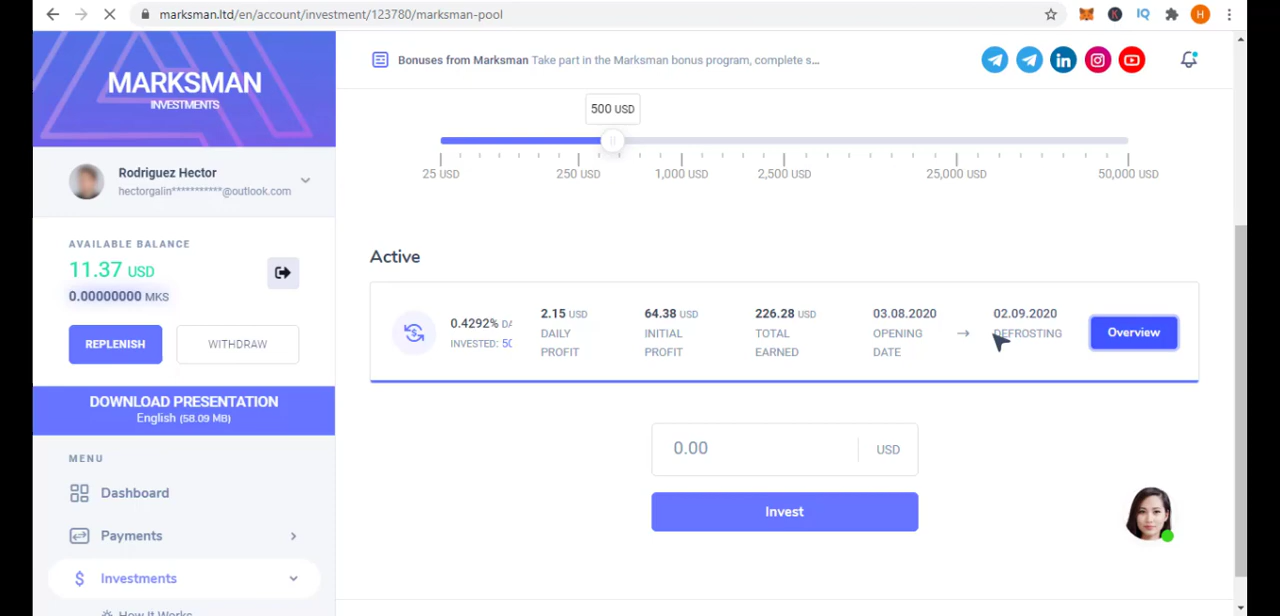 marksman.ltd/en/account/investment/123780/marksman-pool
MARKSMAN
INVESTMENTS
Bonuses from Marksman Take part in the Marksman bonus program, complete s...
Rodriguez Hector
hectorgalin***********@outlook.com
AVAILABLE BALANCE
11.37 USD
0.00000000 MKS
REPLENISH
WITHDRAW
DOWNLOAD PRESENTATION
English (58.09 MB)
MENU
Dashboard
Payments
Investments
How It Works
500 USD
25 USD 250 USD 1,000 USD 2,500 USD 25,000 USD 50,000 USD
Active
0.4292% DA
INVESTED: 50
2.15 USD
DAILY
PROFIT
64.38 USD
INITIAL
PROFIT
226.28 USD
TOTAL
EARNED
03.08.2020
OPENING
DATE
→
02.09.2020
DEFROSTING
Overview
0.00 USD
Invest